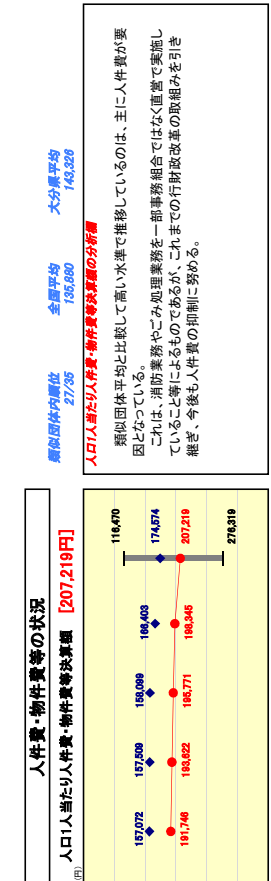 人件費・物件費等の状況
人口1人当たり人件費・物件費等決算額 [207,219円]
(円)
116,470
157,072
157,509
159,099
166,403
174,574
191,746
193,622
195,771
198,345
207,219
276,319
類似団体内順位
27/35
全国平均
135,880
大分県平均
143,326
人口1人当たり人件費・物件費等決算額の分析欄
類似団体平均と比較して高い水準で推移しているのは、主に人件費が要
因となっている。
これは、消防業務やごみ処理業務を一部事務組合ではなく直営で実施し
ていること等によるものであるが、これまでの行財政改革の取組みを引き
継ぎ、今後も人件費の抑制に努める。